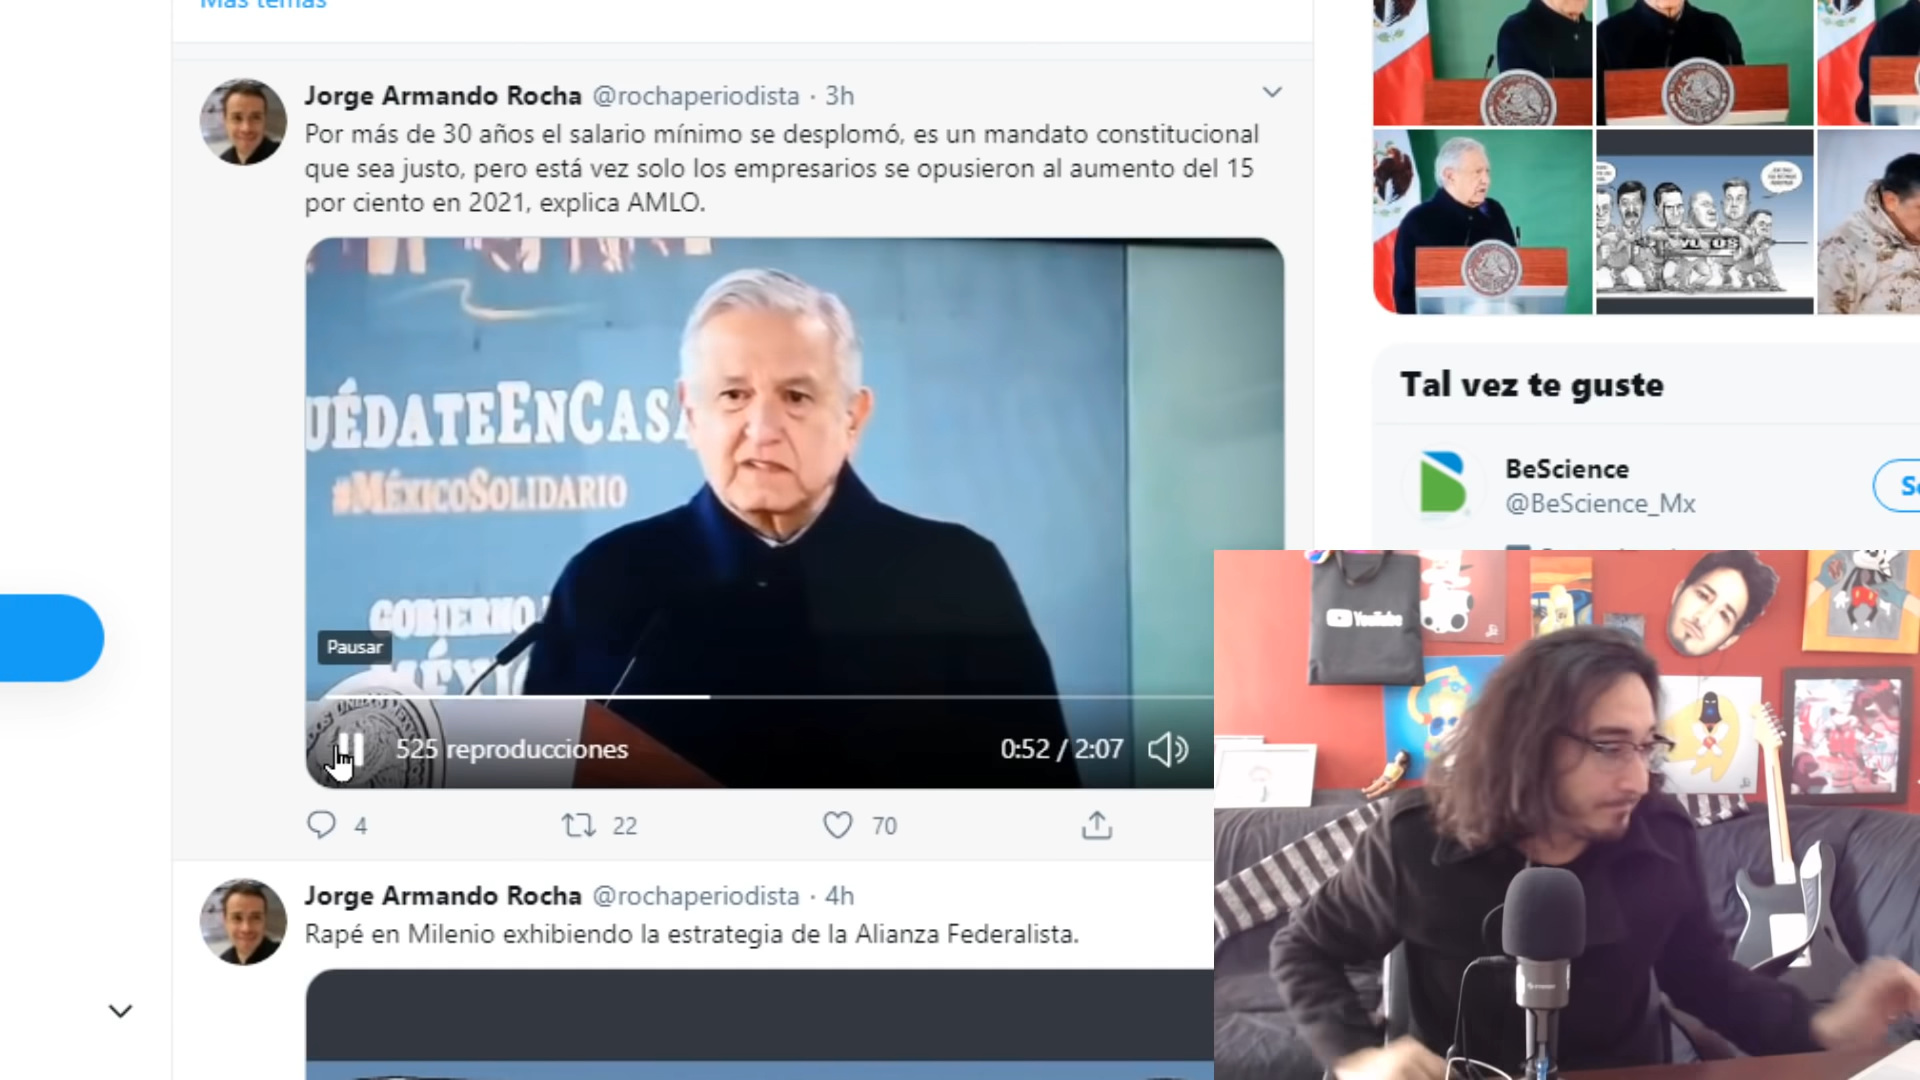 Más temas
Jorge Armando Rocha @rochaperiodista · 3h
Por más de 30 años el salario mínimo se desplomó, es un mandato constitucional
que sea justo, pero está vez solo los empresarios se opusieron al aumento del 15
por ciento en 2021, explica AMLO.
UÉDATEENCASA
#MÉXICOSOLIDARIO
GOBIERNO
MÉXICO
Pausar
525 reproducciones
0:52 / 2:07
4
22
70
Jorge Armando Rocha @rochaperiodista · 4h
Rapé en Milenio exhibiendo la estrategia de la Alianza Federalista.
VOTOS
Tal vez te guste
BeScience
@BeScience_Mx
YouTube